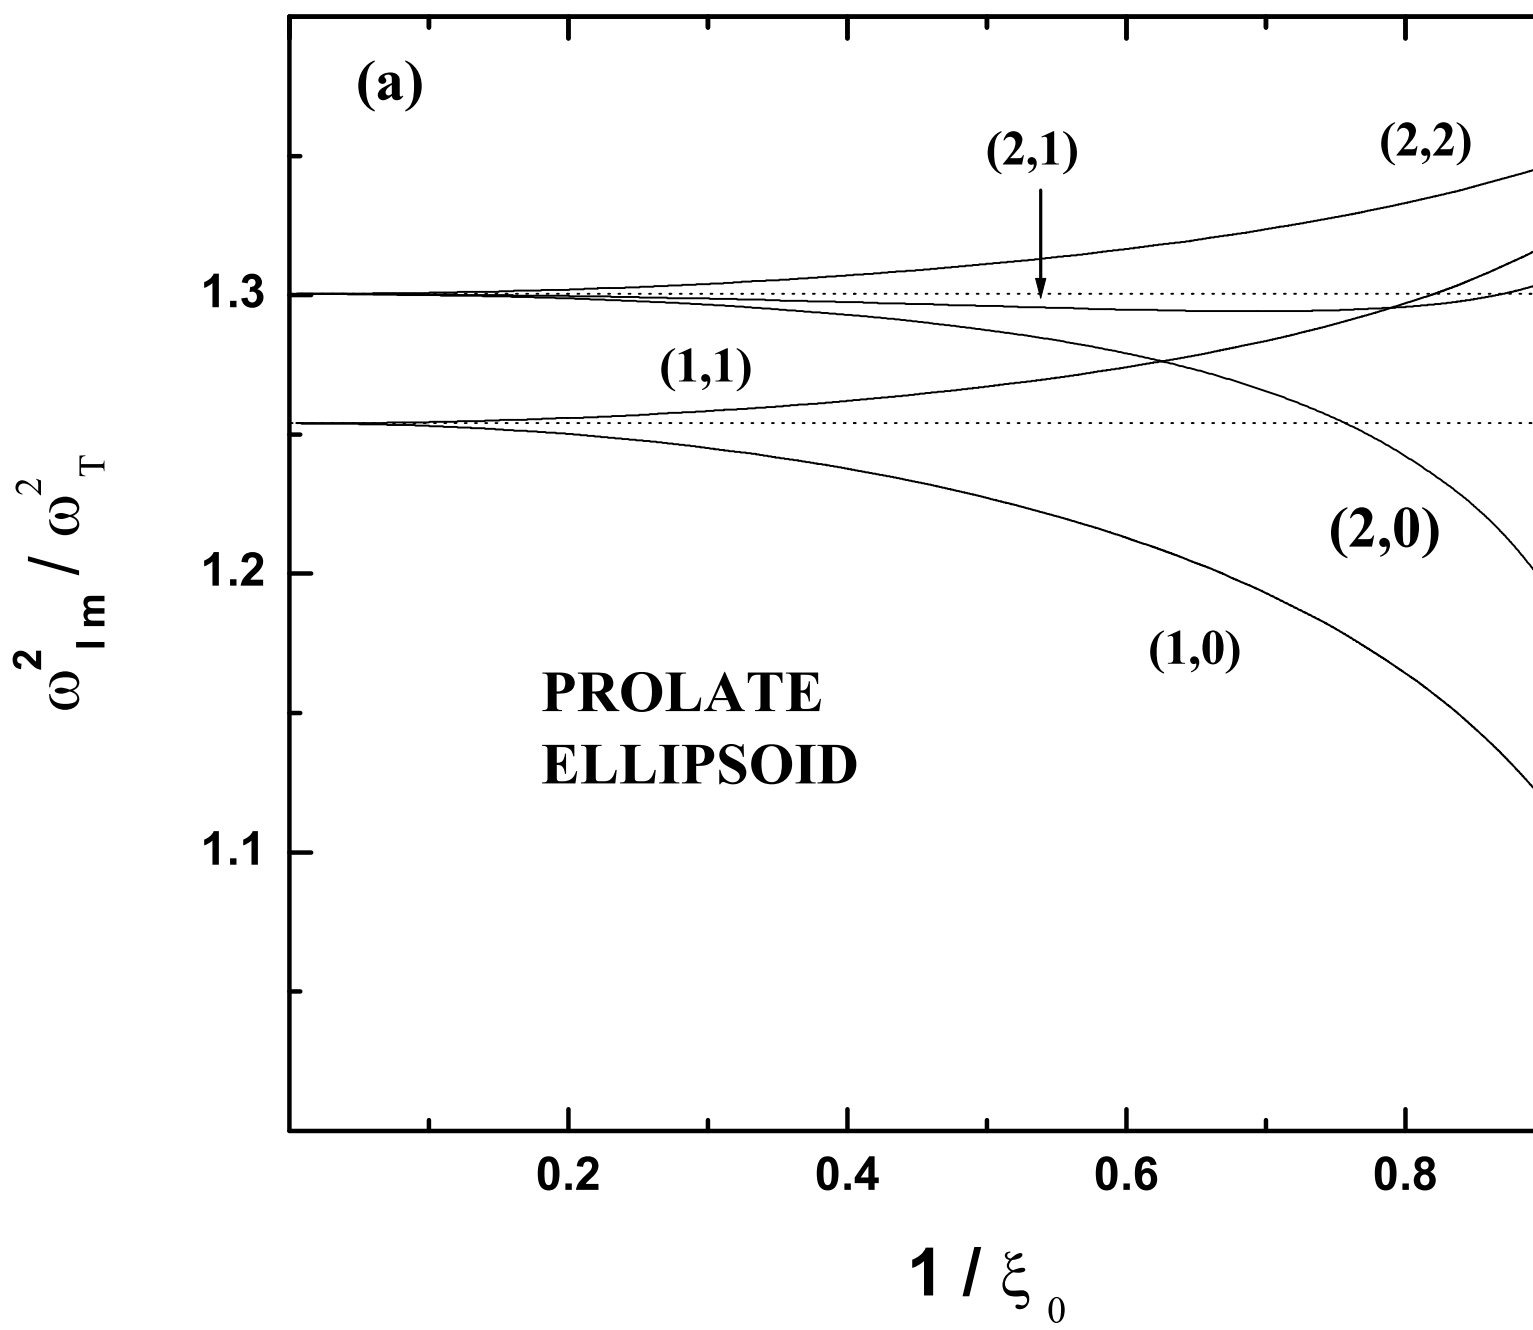 (a)
(2,1)
(2,2)
1.3
(1,1)
(2,0)
1.2
(1,0)
PROLATE
ELLIPSOID
1.1
ω²lm / ω²T
0.2 0.4 0.6 0.8
1 / ξ0